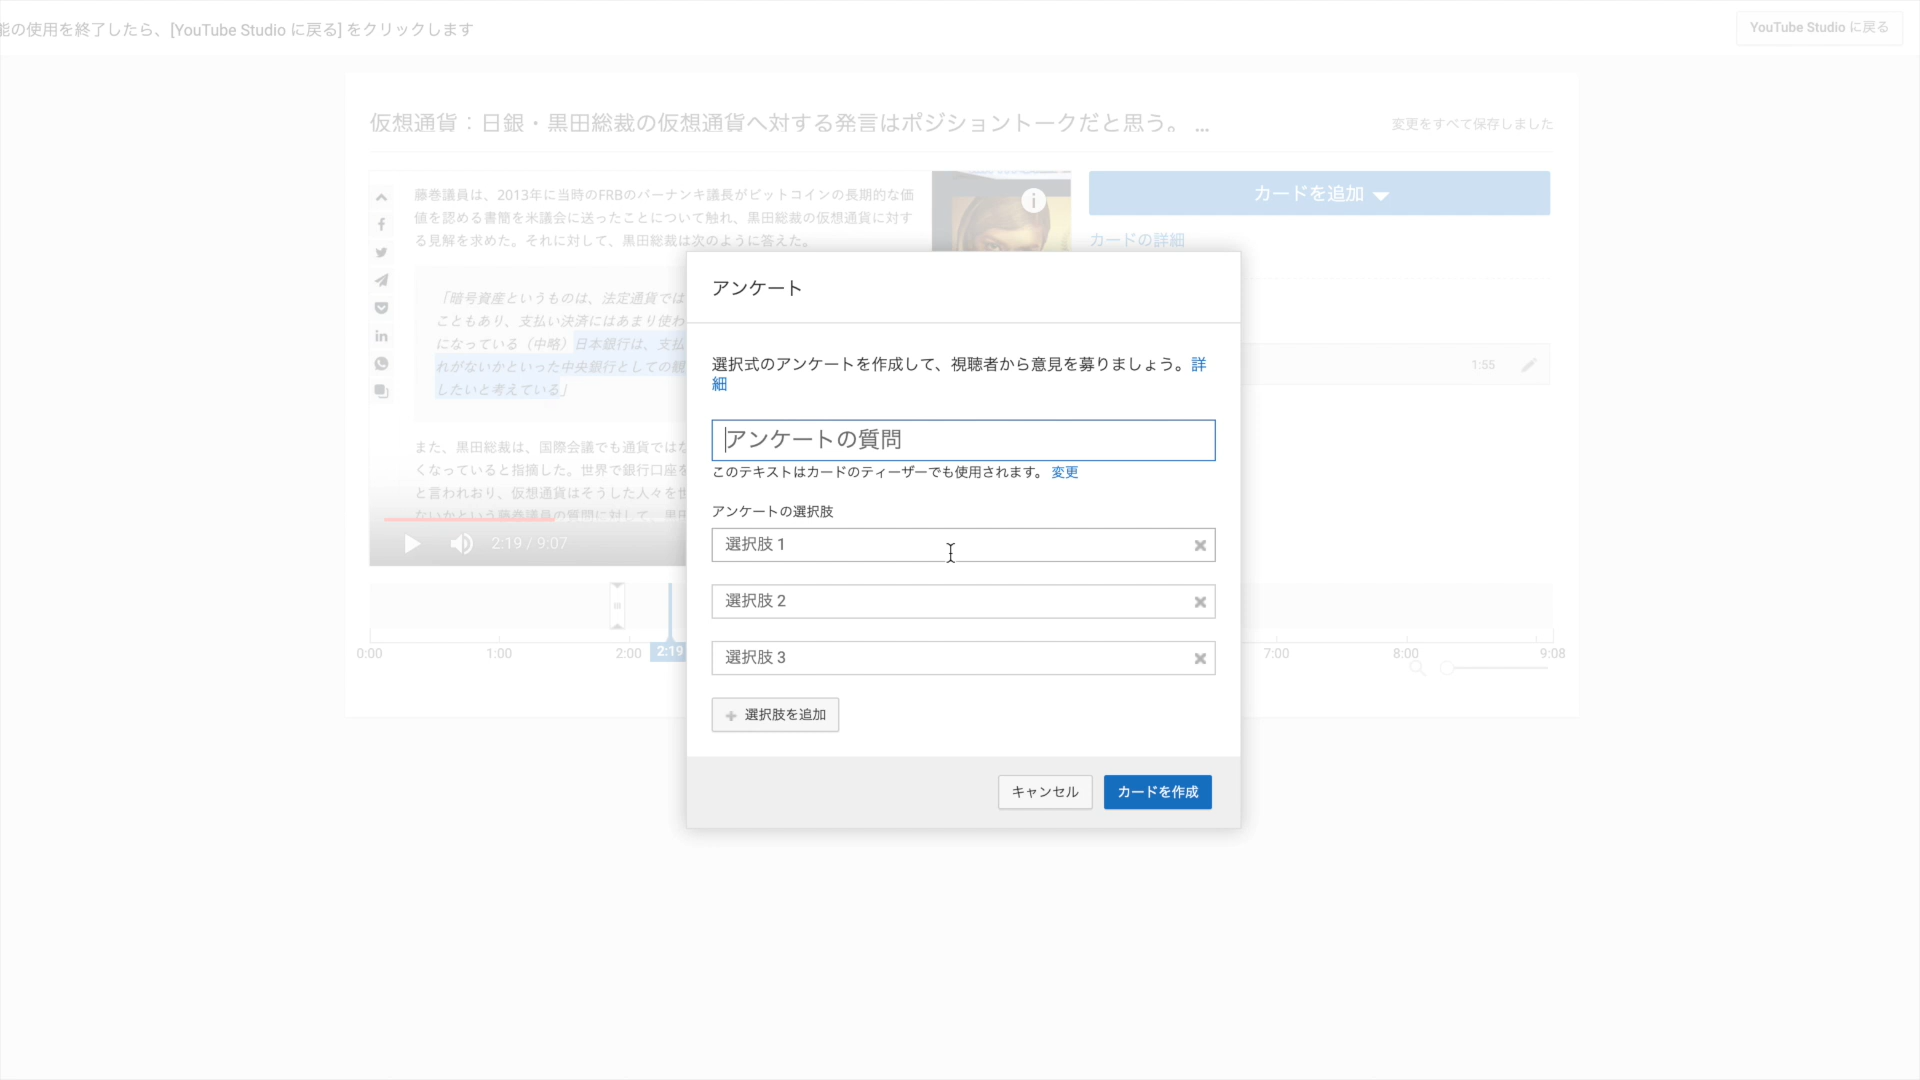 能の使用を終了したら、[YouTube Studio に戻る] をクリックします
YouTube Studio に戻る
仮想通貨：日銀・黒田総裁の仮想通貨へ対する発言はポジショントークだと思う。 ...
変更をすべて保存しました
藤巻議員は、2013年に当時のFRBのバーナンキ議長がビットコインの長期的な価
値を認める書簡を米議会に送ったことについて触れ、黒田総裁の仮想通貨に対す
る見解を求めた。それに対して、黒田総裁は次のように答えた。
カードを追加
カードの詳細
「暗号資産というものは、法定通貨では
こともあり、支払い決済にはあまり使わ
になっている（中略）日本銀行は、支払
れがないかといった中央銀行としての観
したいと考えている」
1:55
また、黒田総裁は、国際会議でも通貨ではな
くなっていると指摘した。世界で銀行口座を
と言われおり、仮想通貨はそうした人々を世
ないかという藤巻議員の質問に対して、黒田
2:19 / 9:07
アンケート
選択式のアンケートを作成して、視聴者から意見を募りましょう。詳
細
アンケートの質問
このテキストはカードのティーザーでも使用されます。 変更
アンケートの選択肢
選択肢 1
選択肢 2
選択肢 3
選択肢を追加
キャンセル
カードを作成
0:00
1:00
2:00
2:19
7:00
8:00
9:08